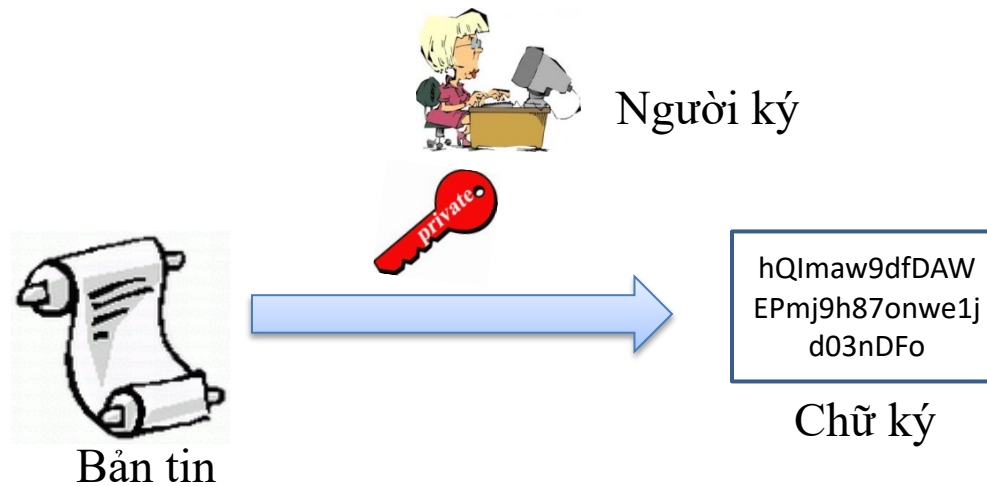 Người ký
private
hQImaw9dfDAW
EPmj9h87onwe1j
d03nDFo
Chữ ký
Bản tin